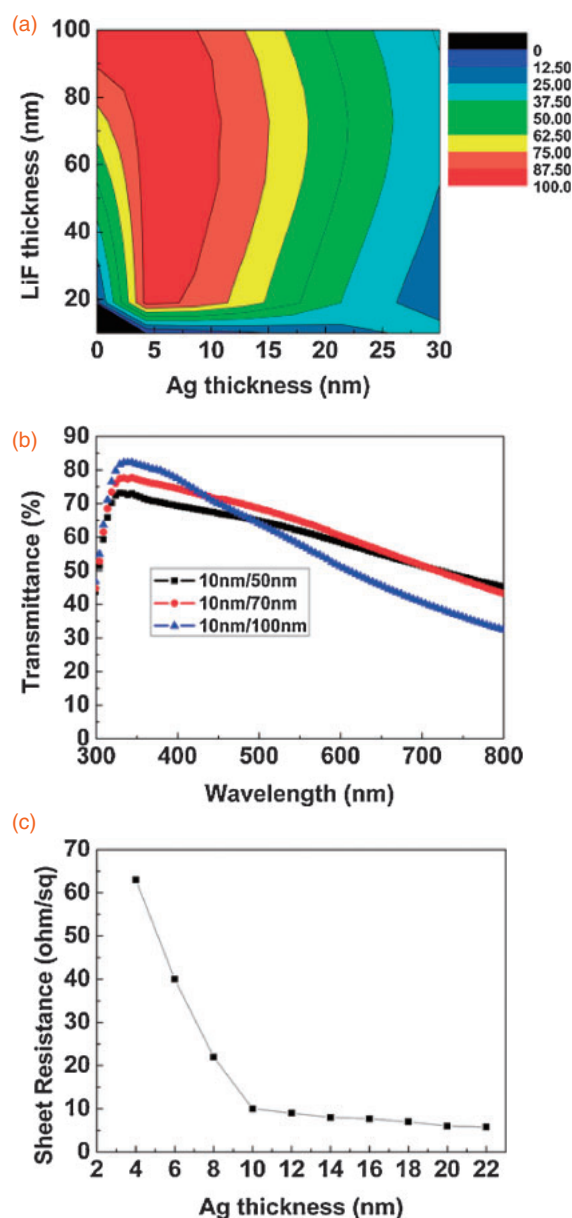 (a)
100
80
60
40
20
LiF thickness (nm)
0 5 10 15 20 25 30
Ag thickness (nm)
0
12.50
25.00
37.50
50.00
62.50
75.00
87.50
100.0
(b)
90
80
70
60
50
40
30
20
10
0
Transmittance (%)
10nm/50nm
10nm/70nm
10nm/100nm
300 400 500 600 700 800
Wavelength (nm)
(c)
70
60
50
40
30
20
10
0
Sheet Resistance (ohm/sq)
2 4 6 8 10 12 14 16 18 20 22
Ag thickness (nm)